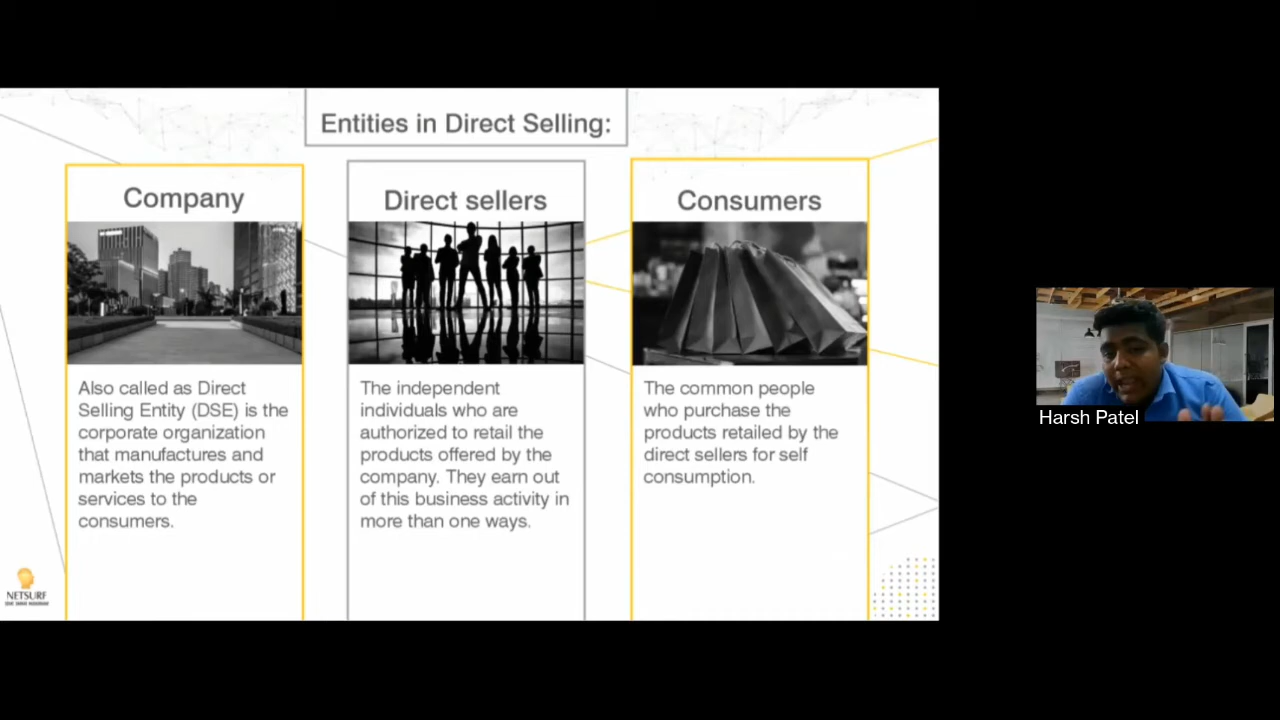 Entities in Direct Selling:
Company
Also called as Direct
Selling Entity (DSE) is the
corporate organization
that manufactures and
markets the products or
services to the
consumers.
Direct sellers
The independent
individuals who are
authorized to retail the
products offered by the
company. They earn out
of this business activity in
more than one ways.
Consumers
The common people
who purchase the
products retailed by the
direct sellers for self
consumption.
NETSURF
Harsh Patel